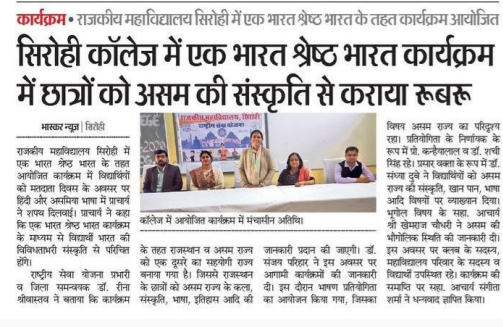 कार्यक्रम • राजकीय महाविद्यालय सिरोही में एक भारत श्रेष्ठ भारत के तहत कार्यक्रम आयोजित
सिरोही कॉलेज में एक भारत श्रेष्ठ भारत कार्यक्रम
में छात्रों को असम की संस्कृति से कराया रूबरू
भास्कर न्यूज | सिरोही
राजकीय महाविद्यालय सिरोही में
एक भारत श्रेष्ठ भारत के तहत
आयोजित कार्यक्रम में विद्यार्थियों
को मतदाता दिवस के अवसर पर
हिंदी और असमिया भाषा में प्राचार्य
ने शपथ दिलवाई। प्राचार्य ने कहा
कि एक भारत श्रेष्ठ भारत कार्यक्रम
के माध्यम से विद्यार्थी भारत की
विविधताभरी संस्कृति से परिचित
होंगे।
राष्ट्रीय सेवा योजना प्रभारी
व जिला समन्वयक डॉ. रीना
श्रीवास्तव ने बताया कि कार्यक्रम
राजकीय महाविद्यालय, सिरोही
राष्ट्रीय सेवा योजना
कॉलेज में आयोजित कार्यक्रम में मंचासीन अतिथि।
के तहत राजस्थान व असम राज्य
को एक दूसरे का सहयोगी राज्य
बनाया गया है। जिससे राजस्थान
के छात्रों को असम राज्य के कला,
संस्कृति, भाषा, इतिहास आदि की
जानकारी प्रदान की जाएगी। डॉ.
संजय परिहार ने इस अवसर पर
आगामी कार्यक्रमों की जानकारी
दी। इस दौरान भाषण प्रतियोगिता
का आयोजन किया गया, जिसका
विषय असम राज्य का परिदृश्य
रहा। प्रतियोगिता के निर्णायक के
रूप में प्रो. कन्हैयालाल व डॉ. शची
सिंह रहे। प्रसार वक्ता के रूप में डॉ.
संध्या दुबे ने विद्यार्थियों को असम
राज्य की संस्कृति, खान पान, भाषा
आदि विषयों पर व्याख्यान दिया।
भूगोल विषय के सहा. आचार्य
श्री खेमराज चौधरी ने असम की
भौगोलिक स्थिति की जानकारी दी।
इस अवसर पर क्लब के सदस्य,
महाविद्यालय परिवार के सदस्य व
विद्यार्थी उपस्थित रहे। कार्यक्रम की
समाप्ति पर सहा. आचार्य संगीता
शर्मा ने धन्यवाद ज्ञापित किया।